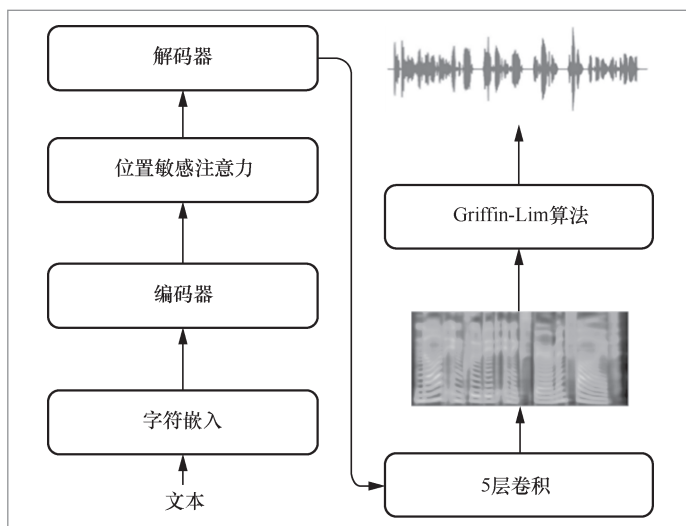 解码器
位置敏感注意力
编码器
字符嵌入
文本
Griffin-Lim算法
5层卷积